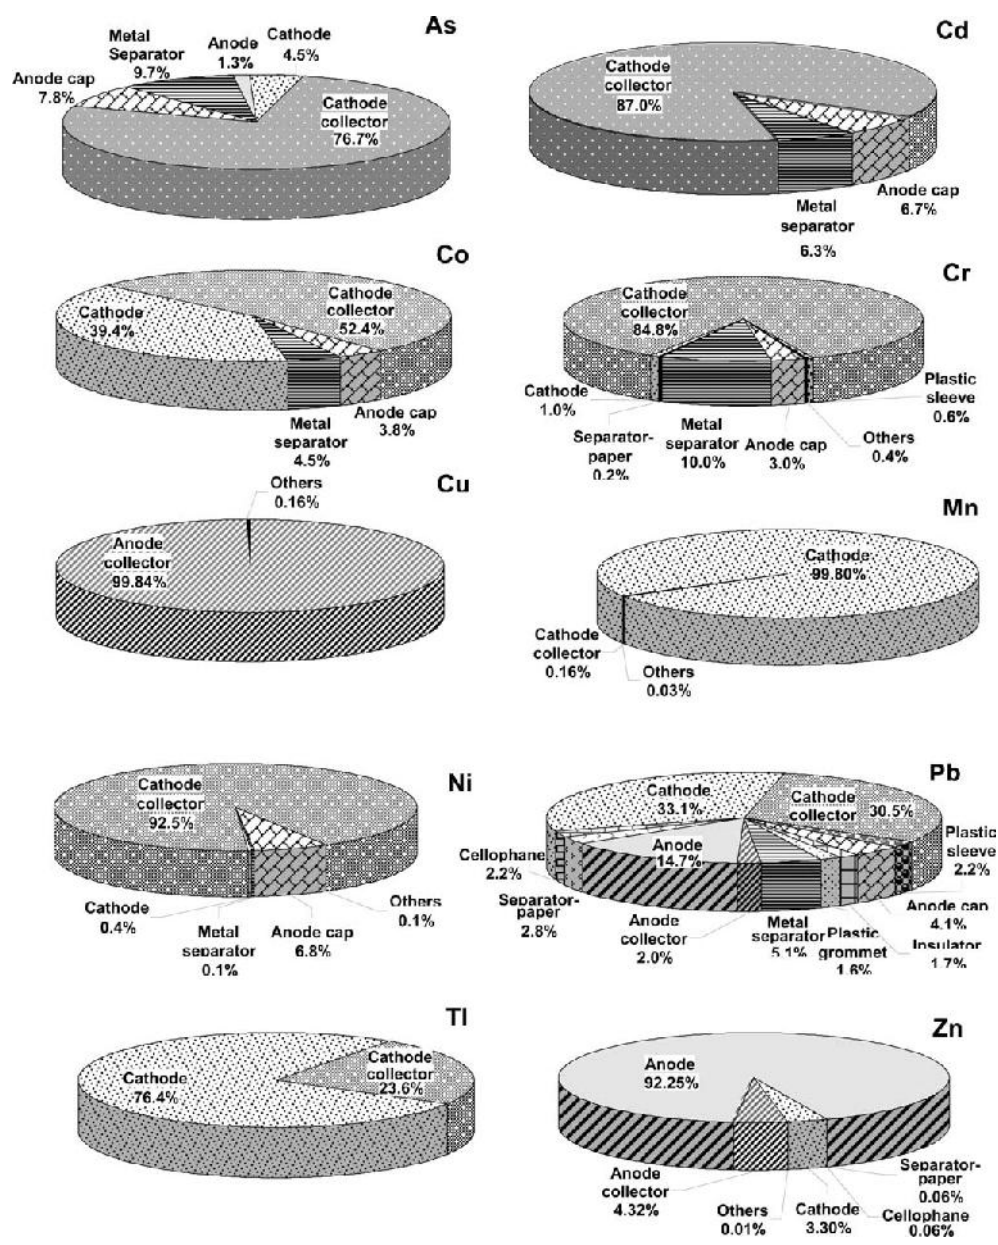 As
Metal
Separator
9.7%
Anode
1.3%
Cathode
4.5%
Anode cap
7.8%
Cathode
collector
76.7%
Cd
Cathode
collector
87.0%
Anode cap
6.7%
Metal
separator
6.3%
Co
Cathode
collector
52.4%
Cathode
39.4%
Metal
separator
4.5%
Anode cap
3.8%
Cr
Cathode
collector
84.8%
Cathode
1.0%
Separator-
paper
0.2%
Metal
separator
10.0%
Anode cap
3.0%
Others
0.4%
Plastic
sleeve
0.6%
Cu
Others
0.16%
Anode
collector
99.84%
Mn
Cathode
99.80%
Cathode
collector
0.16%
Others
0.03%
Ni
Cathode
collector
92.5%
Cathode
0.4%
Metal
separator
0.1%
Anode cap
6.8%
Others
0.1%
Pb
Cathode
33.1%
Cathode
collector
30.5%
Anode
14.7%
Cellophane
2.2%
Separator-
paper
2.8%
Anode
collector
2.0%
Metal
separator
5.1%
Plastic
grommet
1.6%
Insulator
1.7%
Anode cap
4.1%
Plastic
sleeve
2.2%
Tl
Cathode
76.4%
Cathode
collector
23.6%
Zn
Anode
92.25%
Anode
collector
4.32%
Others
0.01%
Cathode
3.30%
Cellophane
0.06%
Separator-
paper
0.06%